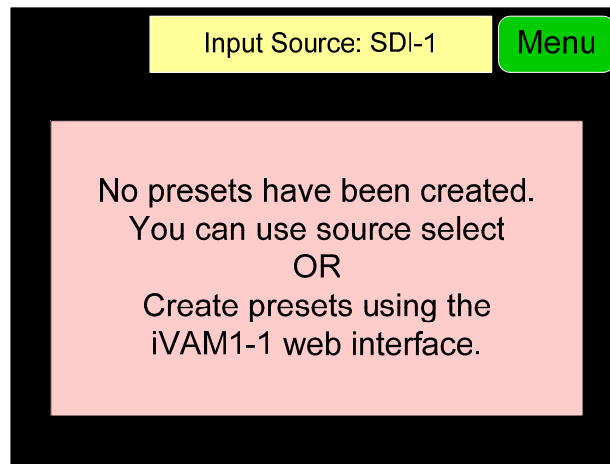 Input Source: SDI-1
Menu
No presets have been created.
You can use source select
OR
Create presets using the
iVAM1-1 web interface.